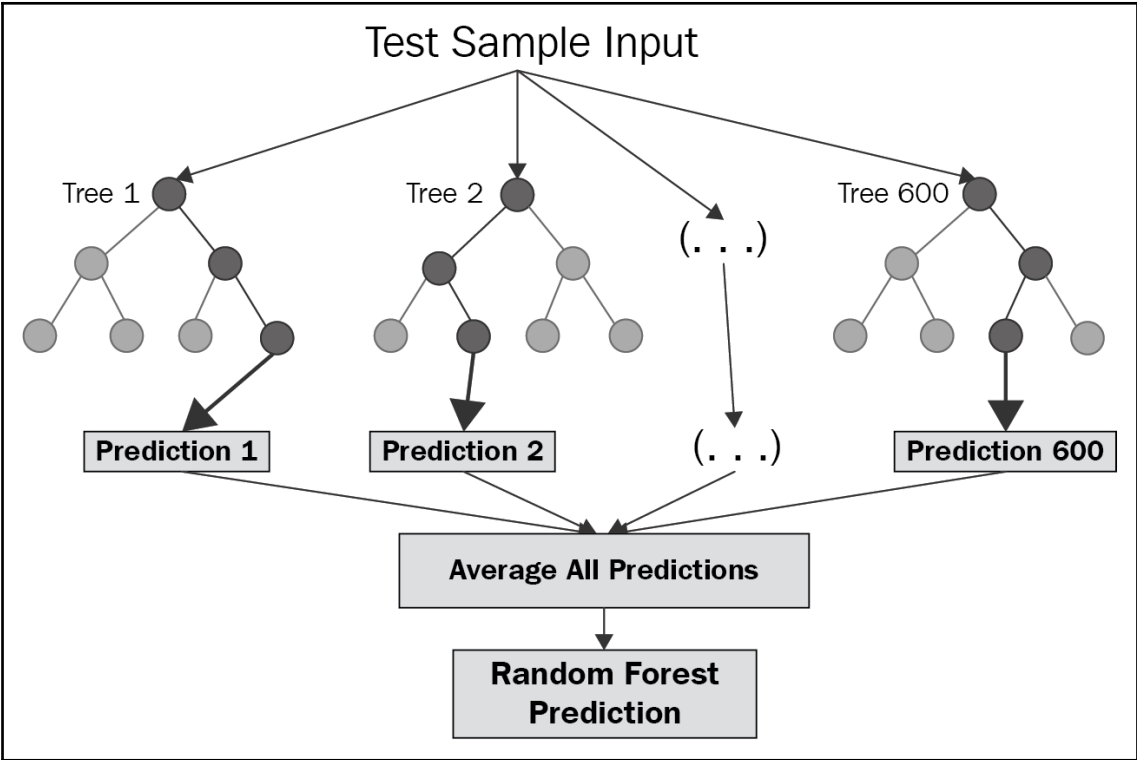 Test Sample Input
Tree 1
Tree 2
Tree 600
(. . .)
Prediction 1
Prediction 2
(. . .)
Prediction 600
Average All Predictions
Random Forest
Prediction